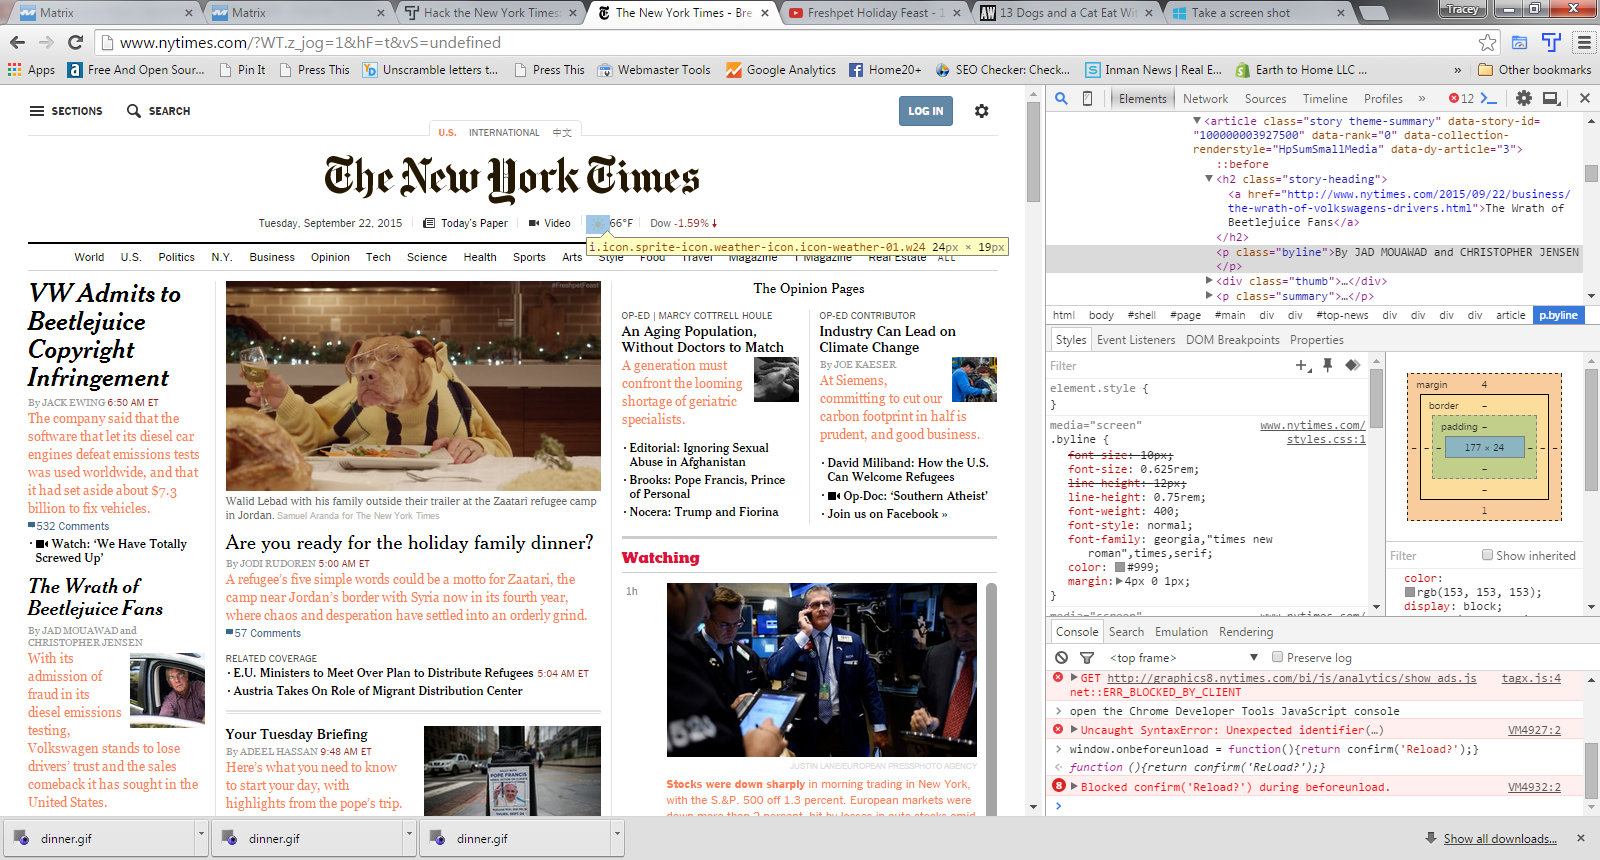 Matrix
Matrix
Hack the New York Times
The New York Times - Bre
Freshpet Holiday Feast - 1
13 Dogs and a Cat Eat Wit
Take a screen shot
Tracey
www.nytimes.com/?WT.z_jog=1&hF=t&vS=undefined
Apps
Free And Open Sour...
Pin It
Press This
Unscramble letters t...
Press This
Webmaster Tools
Google Analytics
Home20+
SEO Checker: Check...
Inman News | Real E...
Earth to Home LLC ...
»
Other bookmarks
SECTIONS
SEARCH
LOG IN
U.S. INTERNATIONAL 中文
The New York Times
Tuesday, September 22, 2015
Today's Paper
Video
66°F
Dow -1.59%
i.icon.sprite-icon.weather-icon.icon-weather-01.w24 24px × 19px
World U.S. Politics N.Y. Business Opinion Tech Science Health Sports Arts Style Food Travel Magazine T Magazine Real Estate ALL
VW Admits to
Beetlejuice
Copyright
Infringement
By JACK EWING 6:50 AM ET
The company said that the
software that let its diesel car
engines defeat emissions tests
was used worldwide, and that
it had set aside about $7.3
billion to fix vehicles.
532 Comments
· Watch: ‘We Have Totally
Screwed Up’
The Wrath of
Beetlejuice Fans
By JAD MOUAWAD and
CHRISTOPHER JENSEN
With its
admission of
fraud in its
diesel emissions
testing,
Volkswagen stands to lose
drivers’ trust and the sales
comeback it has sought in the
United States.
#FreshpetFeast
Walid Lebad with his family outside their trailer at the Zaatari refugee camp
in Jordan. Samuel Aranda for The New York Times
Are you ready for the holiday family dinner?
By JODI RUDOREN 5:00 AM ET
A refugee’s five simple words could be a motto for Zaatari, the
camp near Jordan’s border with Syria now in its fourth year,
where chaos and desperation have settled into an orderly grind.
57 Comments
RELATED COVERAGE
· E.U. Ministers to Meet Over Plan to Distribute Refugees 5:04 AM ET
· Austria Takes On Role of Migrant Distribution Center
Your Tuesday Briefing
By ADEEL HASSAN 9:48 AM ET
Here’s what you need to know
to start your day, with
highlights from the pope’s trip.
POPE FRANCIS
The Opinion Pages
OP-ED | MARCY COTTRELL HOULE
An Aging Population,
Without Doctors to Match
A generation must
confront the looming
shortage of geriatric
specialists.
· Editorial: Ignoring Sexual
Abuse in Afghanistan
· Brooks: Pope Francis, Prince
of Personal
· Nocera: Trump and Fiorina
OP-ED CONTRIBUTOR
Industry Can Lead on
Climate Change
By JOE KAESER
At Siemens,
committing to cut our
carbon footprint in half is
prudent, and good business.
· David Miliband: How the U.S.
Can Welcome Refugees
· Op-Doc: ‘Southern Atheist’
· Join us on Facebook »
Watching
1h
JUSTIN LANE/EUROPEAN PRESSPHOTO AGENCY
Stocks were down sharply in morning trading in New York,
with the S.&P. 500 off 1.3 percent. European markets were
down more than 2 percent, hit by losses in auto stocks amid
Elements Network Sources Timeline Profiles » 12
<article class="story theme-summary" data-story-id=
"100000003927500" data-rank="0" data-collection-
renderstyle="HpSumSmallMedia" data-dy-article="3">
::before
<h2 class="story-heading">
<a href="http://www.nytimes.com/2015/09/22/business/
the-wrath-of-volkswagens-drivers.html">The Wrath of
Beetlejuice Fans</a>
</h2>
<p class="byline">By JAD MOUAWAD and CHRISTOPHER JENSEN
</p>
<div class="thumb">…</div>
<p class="summary">…</p>
html body #shell #page #main div div #top-news div div div div article p.byline
Styles Event Listeners DOM Breakpoints Properties
Filter
element.style {
}
media="screen" www.nytimes.com/
.byline { styles.css:1
font-size: 10px;
font-size: 0.625rem;
line-height: 12px;
line-height: 0.75rem;
font-weight: 400;
font-style: normal;
font-family: georgia,"times new
roman",times,serif;
color: #999;
margin: 4px 0 1px;
}
media="screen" www.nytimes.com/
margin 4
border –
padding –
– – – 177 × 24 – – –
–
–
1
Filter
Show inherited
color:
rgb(153, 153, 153);
display: block;
Console Search Emulation Rendering
<top frame>
Preserve log
GET http://graphics8.nytimes.com/bi/js/analytics/show_ads.js tagx.js:4
net::ERR_BLOCKED_BY_CLIENT
open the Chrome Developer Tools JavaScript console
Uncaught SyntaxError: Unexpected identifier(…) VM4927:2
window.onbeforeunload = function(){return confirm('Reload?');}
function (){return confirm('Reload?');}
8 Blocked confirm('Reload?') during beforeunload. VM4932:2
dinner.gif
dinner.gif
dinner.gif
Show all downloads...